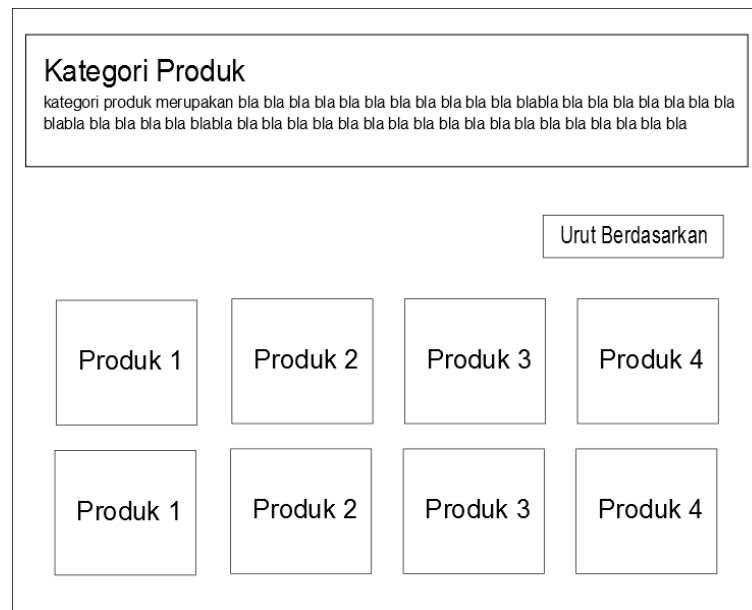 Kategori Produk
kategori produk merupakan bla bla bla bla bla bla bla bla bla bla bla blabla bla bla bla bla bla bla bla
blabla bla bla bla bla blabla bla bla bla bla bla bla bla bla bla bla bla bla bla bla bla bla bla bla
Urut Berdasarkan
Produk 1
Produk 2
Produk 3
Produk 4
Produk 1
Produk 2
Produk 3
Produk 4